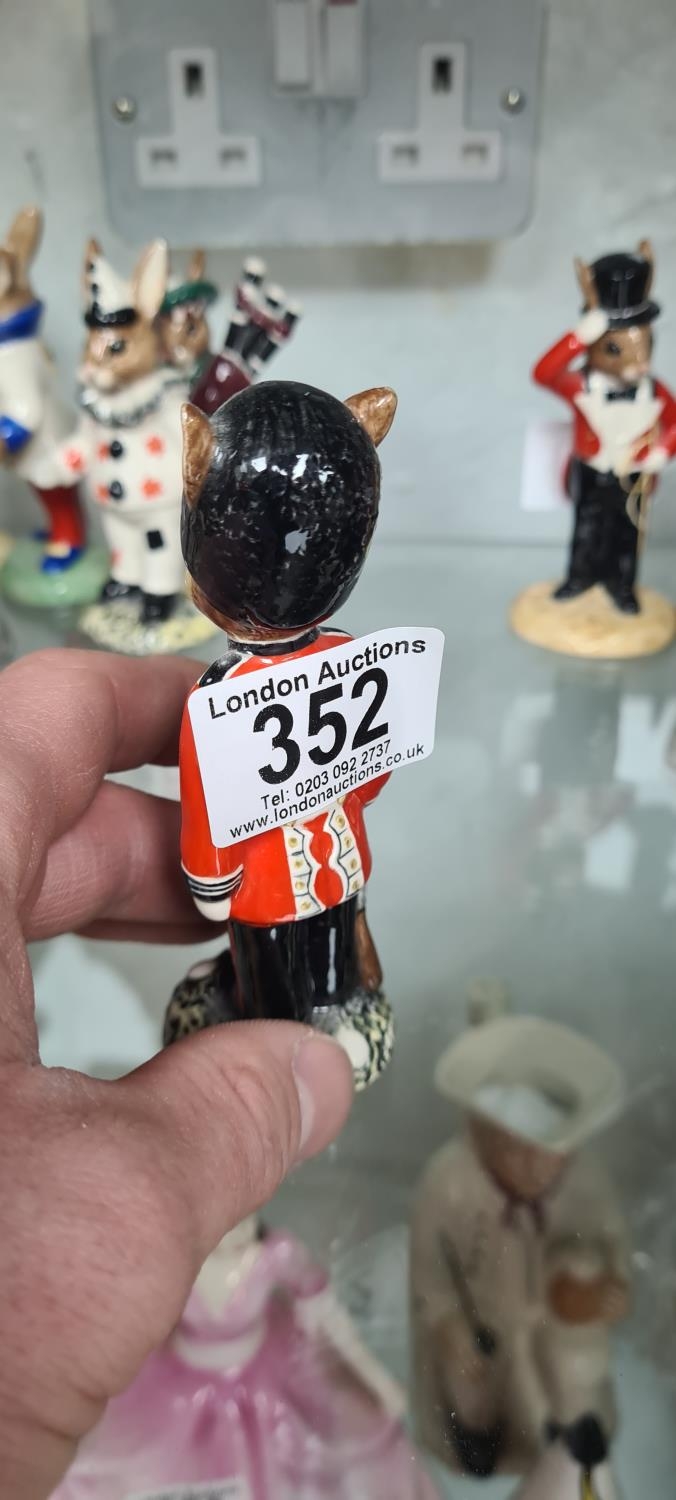 London Auctions
352
Tel: 0203 092 2737
www.londonauctions.co.uk